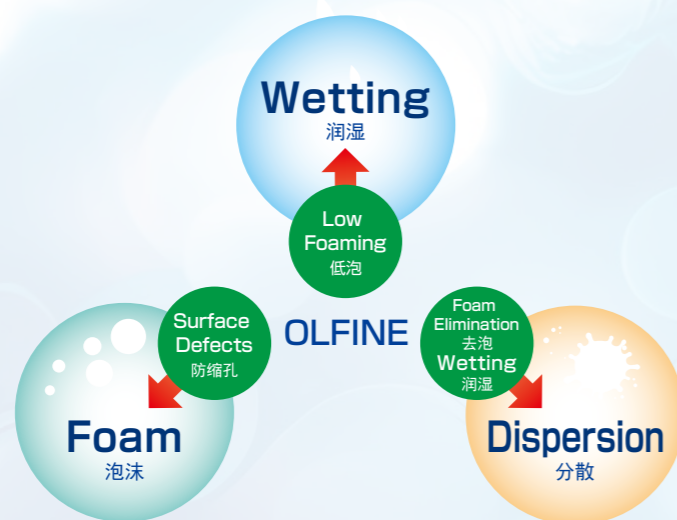 Wetting
润湿
Low
Foaming
低泡
Surface
Defects
防缩孔
OLFINE
Foam
Elimination
去泡
Wetting
润湿
Foam
泡沫
Dispersion
分散